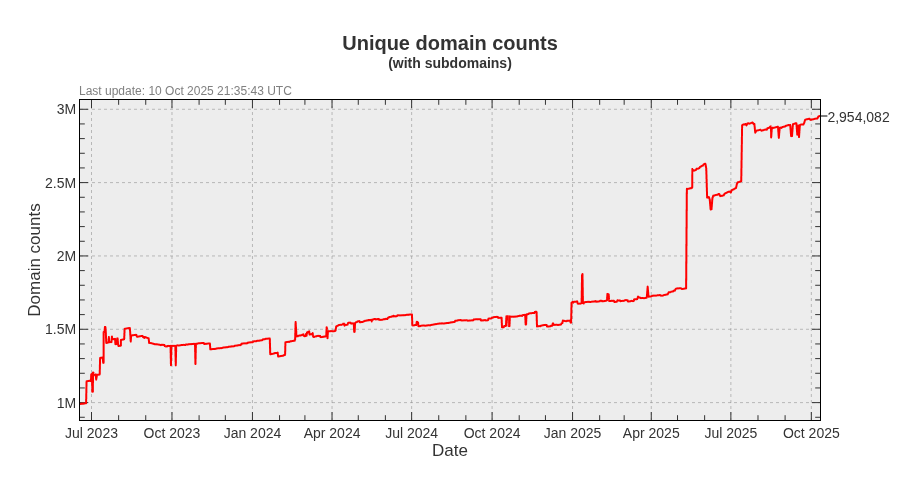 Unique domain counts
(with subdomains)
Last update: 10 Oct 2025 21:35:43 UTC
3M
2,954,082
2.5M
2M
1.5M
1M
Domain counts
Jul 2023 Oct 2023 Jan 2024 Apr 2024 Jul 2024 Oct 2024 Jan 2025 Apr 2025 Jul 2025 Oct 2025
Date